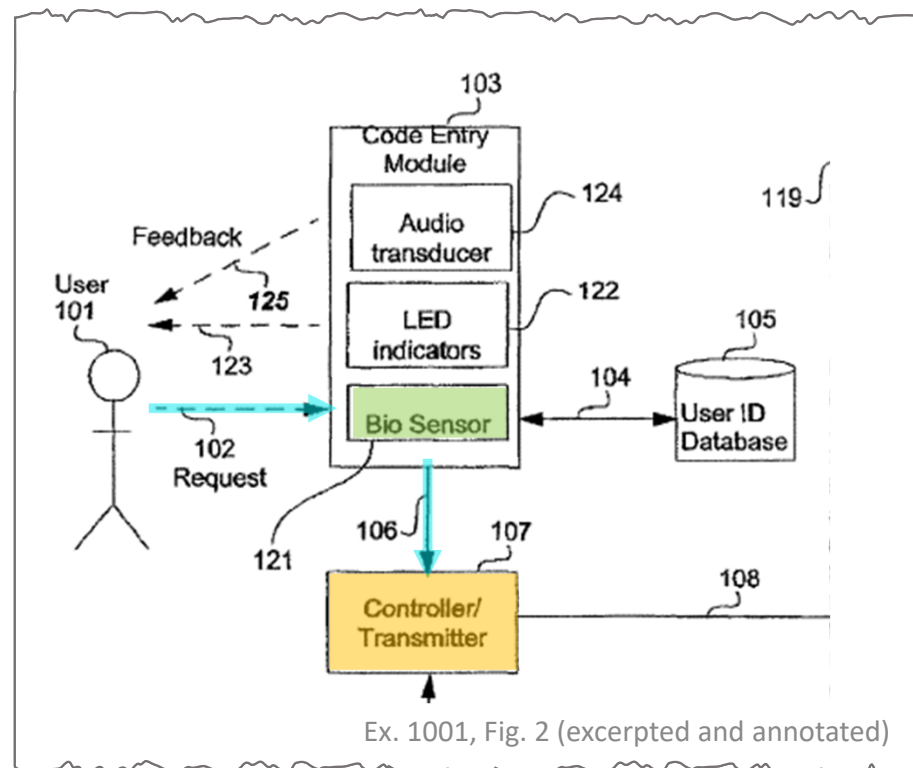 103
Code Entry
Module
Audio
transducer
124
119
Feedback
125
User
101
LED
indicators
122
123
105
104
User ID
Database
Bio Sensor
102
Request
106
121
107
Controller/
Transmitter
108
Ex. 1001, Fig. 2 (excerpted and annotated)